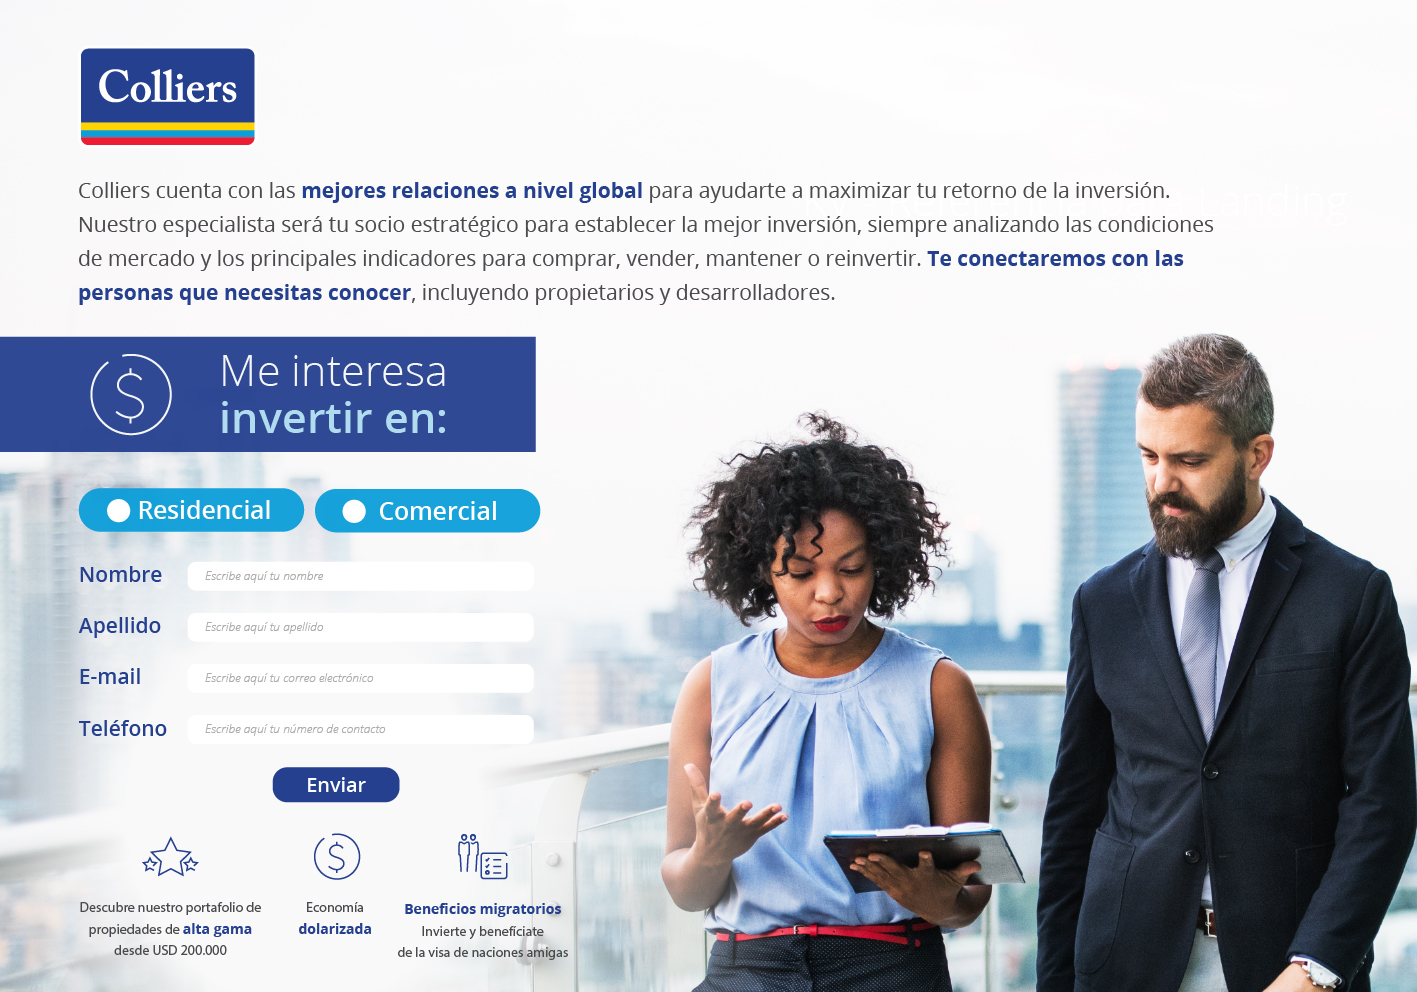 Colliers
Colliers cuenta con las mejores relaciones a nivel global para ayudarte a maximizar tu retorno de la inversión.
Landing
Nuestro especialista será tu socio estratégico para establecer la mejor inversión, siempre analizando las condiciones
de mercado y los principales indicadores para comprar, vender, mantener o reinvertir. Te conectaremos con las
personas que necesitas conocer, incluyendo propietarios y desarrolladores.
$
Me interesa
invertir en:
Residencial
Comercial
Nombre
Escribe aquí tu nombre
Apellido
Escribe aquí tu apellido
E-mail
Escribe aquí tu correo electrónico
Teléfono
Escribe aquí tu número de contacto
Enviar
Descubre nuestro portafolio de
propiedades de alta gama
desde USD 200.000
$
Economía
dolarizada
Beneficios migratorios
Invierte y benefíciate
de la visa de naciones amigas